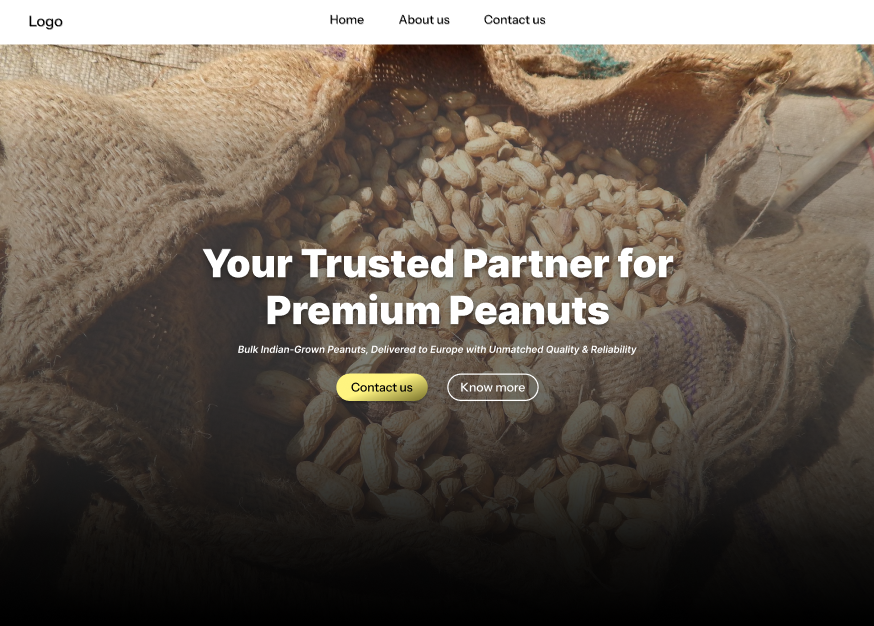 Logo
Home
About us
Contact us
Your Trusted Partner for
Premium Peanuts
Bulk Indian-Grown Peanuts, Delivered to Europe with Unmatched Quality & Reliability
Contact us
Know more